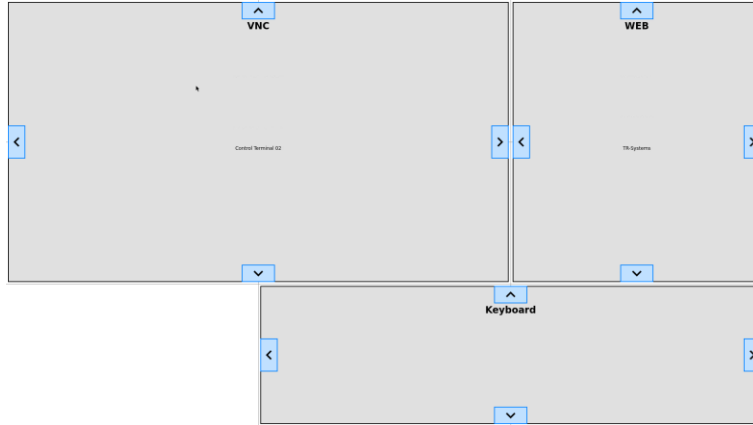 VNC
Control Terminal 02
WEB
TR-Systems
Keyboard